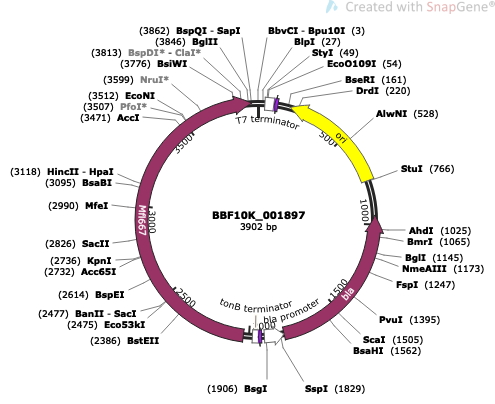 Created with SnapGene®
(3862) BspQI - SapI
(3846) BglII
(3813) BspDI* - ClaI*
(3776) BsiWI
(3599) NruI*
(3512) EcoNI
(3507) PfoI*
(3471) AccI
(3118) HincII - HpaI
(3095) BsaBI
(2990) MfeI
(2826) SacII
(2736) KpnI
(2732) Acc65I
(2614) BspEI
(2477) BanII - SacI
(2475) Eco53kI
(2386) BstEII
(1906) BsgI
SspI (1829)
BbvCI - Bpu10I (3)
BlpI (27)
StyI (49)
EcoO109I (54)
BseRI (161)
DrdI (220)
AlwNI (528)
StuI (766)
AhdI (1025)
BmrI (1065)
BglI (1145)
NmeAIII (1173)
FspI (1247)
PvuI (1395)
ScaI (1505)
BsaHI (1562)
T7 terminator
ori
500
1000
1500
bla
bla promoter
tonB terminator
2500
3000
3500
BBF10K_001897
3902 bp